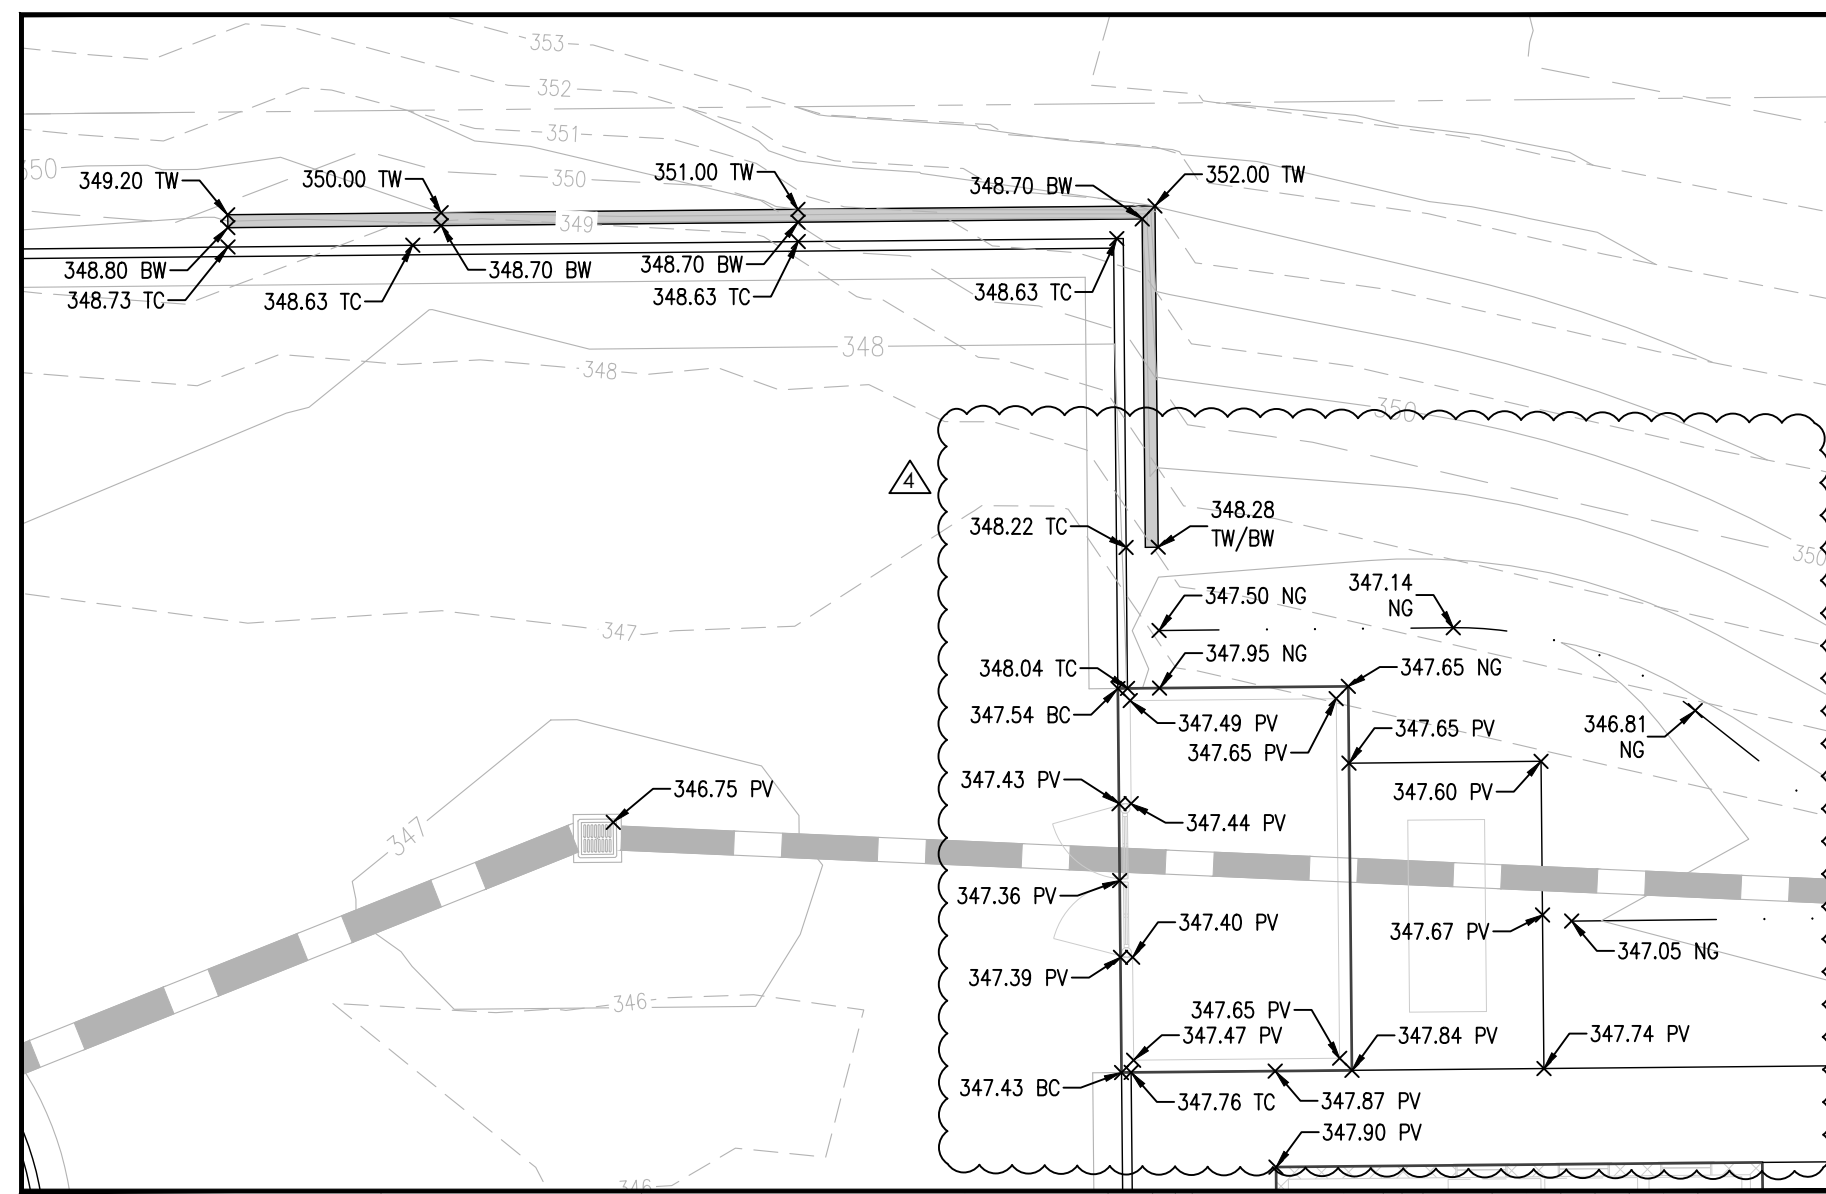 353
352
351
350
350
349
349.20 TW
350.00 TW
351.00 TW
348.70 BW
352.00 TW
348.80 BW
348.70 BW
348.70 BW
348.73 TC
348.63 TC
348.63 TC
348.63 TC
348
348
350
4
348.22 TC
348.28
TW/BW
350
347.50 NG
347.14
NG
347
347.95 NG
348.04 TC
347.65 NG
347.54 BC
347.49 PV
347.65 PV
347.65 PV
346.81
NG
347.43 PV
346.75 PV
347.60 PV
347.44 PV
347
347.36 PV
347.40 PV
347.67 PV
347.05 NG
347.39 PV
346
347.65 PV
347.47 PV
347.84 PV
347.74 PV
347.43 BC
347.76 TC
347.87 PV
347.90 PV
346